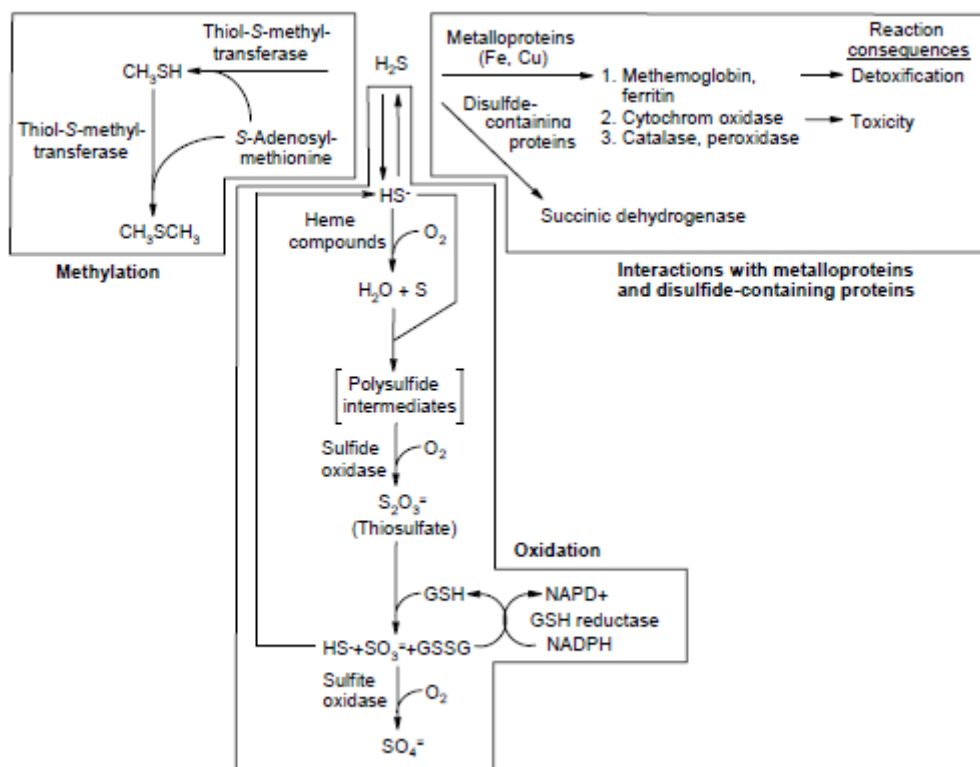 Thiol-S-methyl-
transferase
CH₃SH
Thiol-S-methyl-
transferase
S-Adenosyl-
methionine
CH₃SCH₃
Methylation
H₂S
Metalloproteins
(Fe, Cu)
Disulfde-
containing
proteins
1. Methemoglobin,
ferritin
2. Cytochrom oxidase
3. Catalase, peroxidase
Reaction
consequences
Detoxification
Toxicity
Succinic dehydrogenase
Interactions with metalloproteins
and disulfide-containing proteins
HS⁻
Heme
compounds
O₂
H₂O + S
[Polysulfide
intermediates]
Sulfide
oxidase
O₂
S₂O₃⁼
(Thiosulfate)
Oxidation
GSH
NAPD+
GSH reductase
NADPH
HS⁻+SO₃⁼+GSSG
Sulfite
oxidase
O₂
SO₄⁼